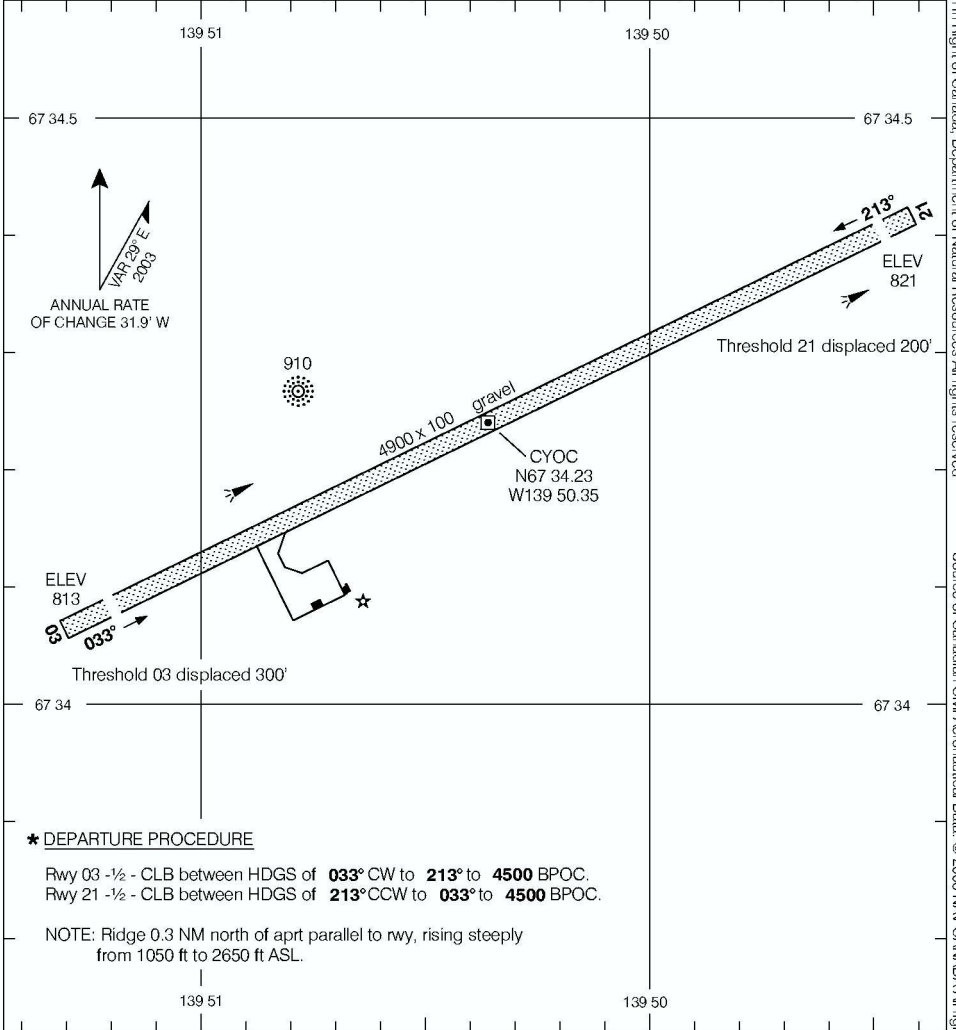 139 51
139 50
67 34.5
67 34.5
213°
21
VAR 29° E
2003
ELEV
821
ANNUAL RATE
OF CHANGE 31.9' W
Threshold 21 displaced 200'
910
4900 x 100 gravel
CYOC
N67 34.23
W139 50.35
ELEV
813
03
033°
Threshold 03 displaced 300'
67 34
67 34
* DEPARTURE PROCEDURE
Rwy 03 -½ - CLB between HDGS of 033° CW to 213° to 4500 BPOC.
Rwy 21 -½ - CLB between HDGS of 213° CCW to 033° to 4500 BPOC.
NOTE: Ridge 0.3 NM north of aprt parallel to rwy, rising steeply
from 1050 ft to 2650 ft ASL.
139 51
139 50